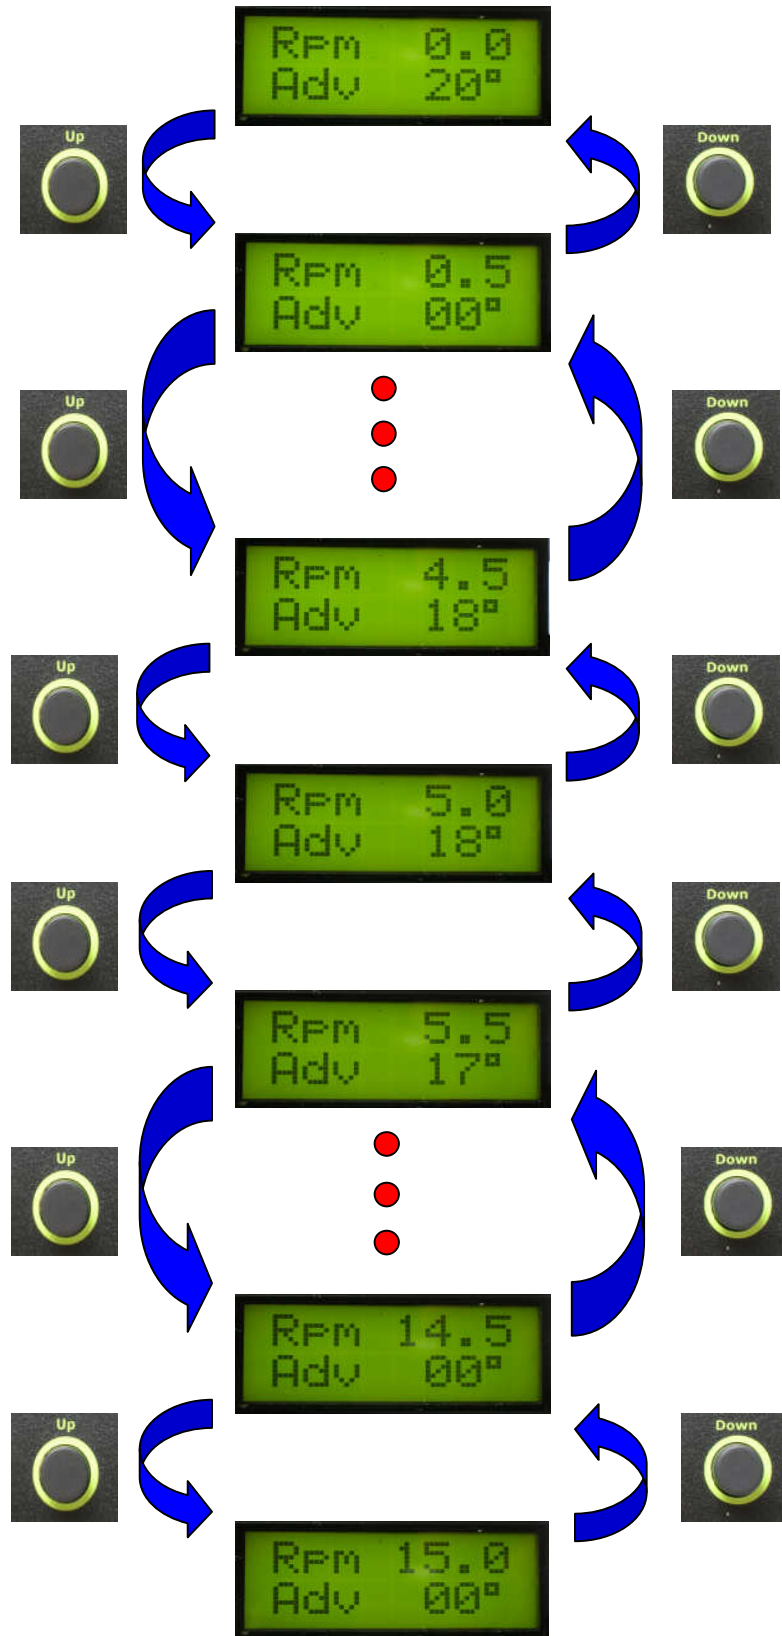 Rpm 0.0
Adv 20°
Up
Down
Rpm 0.5
Adv 00°
Up
Down
Rpm 4.5
Adv 18°
Up
Down
Rpm 5.0
Adv 18°
Up
Down
Rpm 5.5
Adv 17°
Up
Down
Rpm 14.5
Adv 00°
Up
Down
Rpm 15.0
Adv 00°